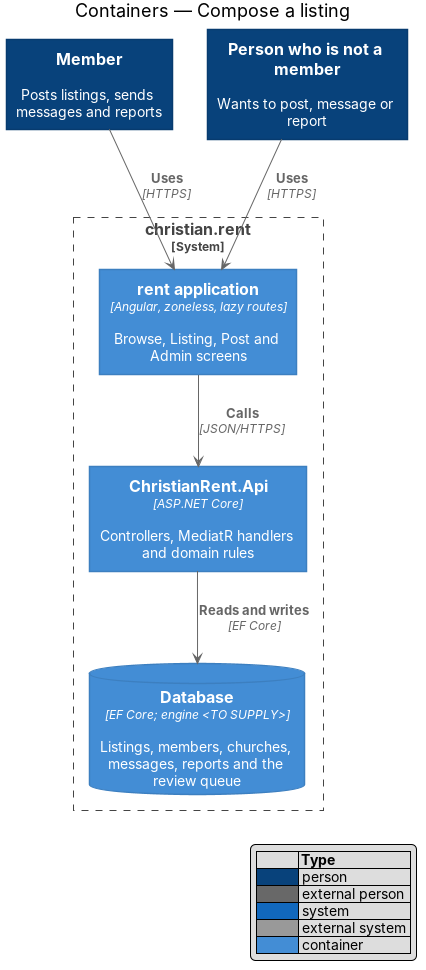 Containers — Compose a listing
Member
Posts listings, sends
messages and reports
Person who is not a
member
Wants to post, message or
report
Uses
[HTTPS]
Uses
[HTTPS]
christian.rent
[System]
rent application
[Angular, zoneless, lazy routes]
Browse, Listing, Post and
Admin screens
Calls
[JSON/HTTPS]
ChristianRent.Api
[ASP.NET Core]
Controllers, MediatR handlers
and domain rules
Reads and writes
[EF Core]
Database
[EF Core; engine <TO SUPPLY>]
Listings, members, churches,
messages, reports and the
review queue
Type
person
external person
system
external system
container